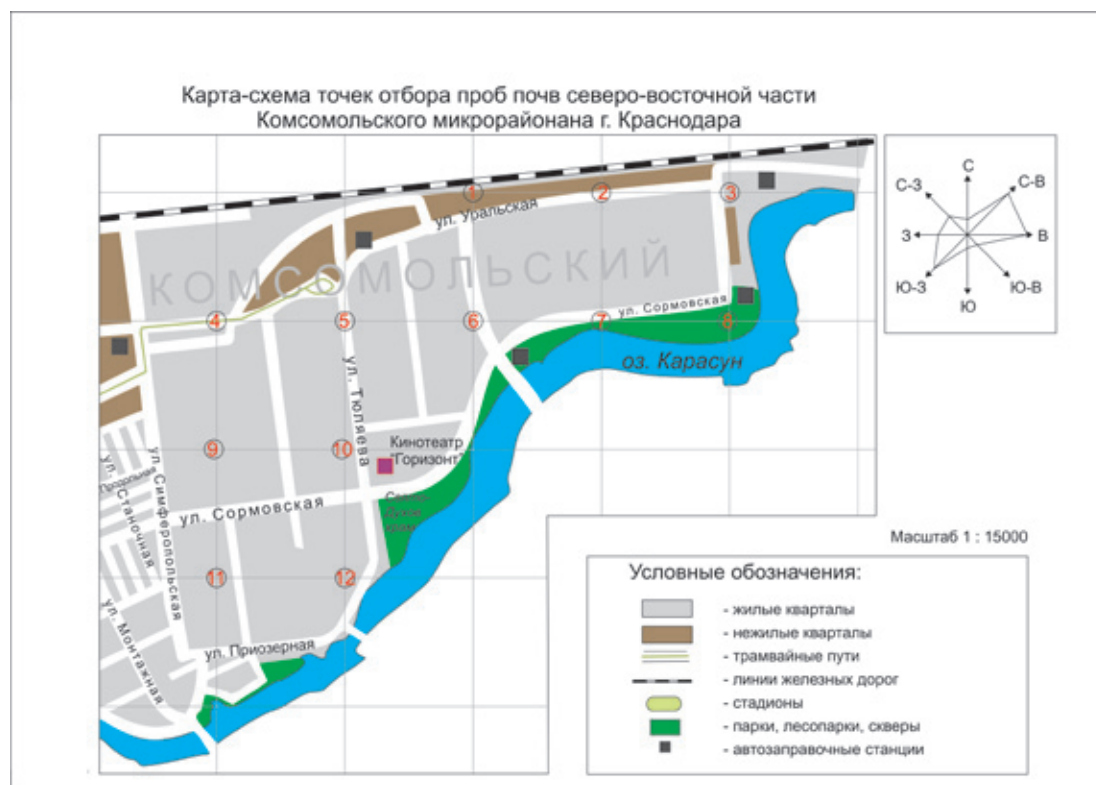 Карта-схема точек отбора проб почв северо-восточной части
Комсомольского микрорайонана г. Краснодара
С
С-З
С-В
З
В
Ю-З
Ю-В
Ю
1
2
3
ул. Уральская
КОМСОМОЛЬСКИЙ
ул. Сормовская
4
5
6
7
8
оз. Карасун
ул. Тюляева
9
10
Кинотеатр
"Горизонт"
Продольная
ул. Станочная
ул. Симферопольская
ул. Сормовская
11
12
ул. Монтажная
ул. Приозерная
Масштаб 1 : 15000
Условные обозначения:
- жилые кварталы
- нежилые кварталы
- трамвайные пути
- линии железных дорог
- стадионы
- парки, лесопарки, скверы
- автозаправочные станции